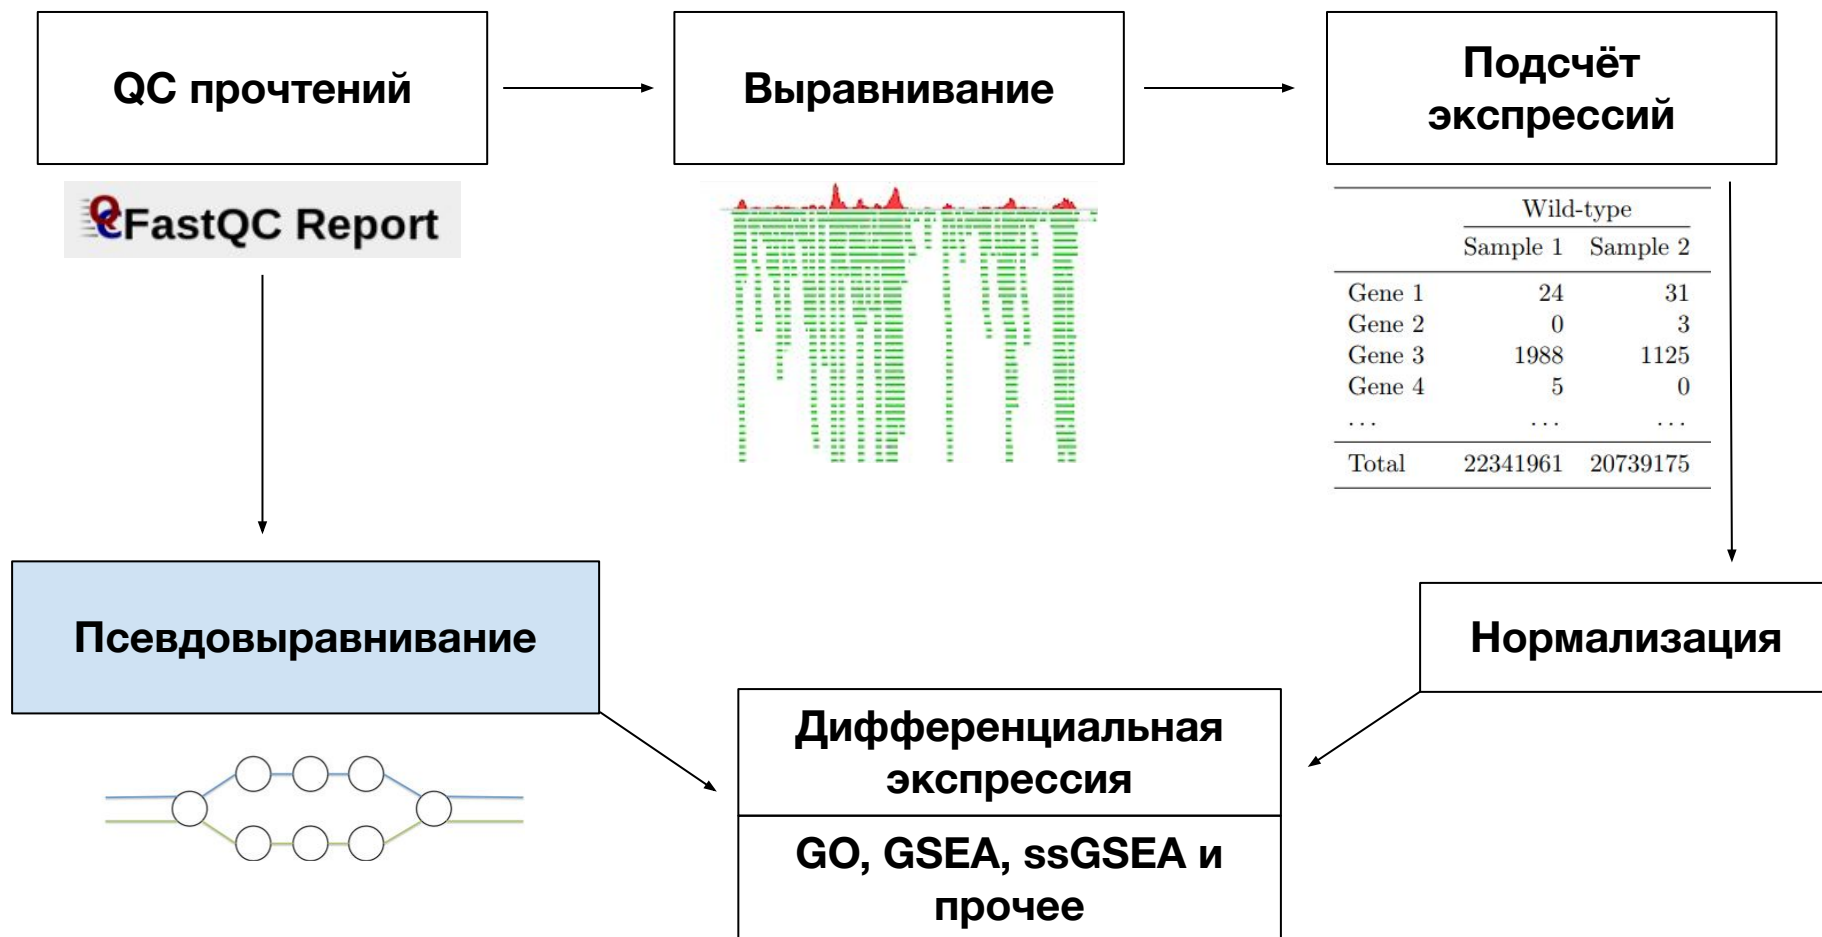 QC прочтений
Выравнивание
Подсчёт
экспрессий
QCFastQC Report
Wild-type
Sample 1 Sample 2
Gene 1 24 31
Gene 2 0 3
Gene 3 1988 1125
Gene 4 5 0
... ... ...
Total 22341961 20739175
Псевдовыравнивание
Нормализация
Дифференциальная
экспрессия
GO, GSEA, ssGSEA и
прочее